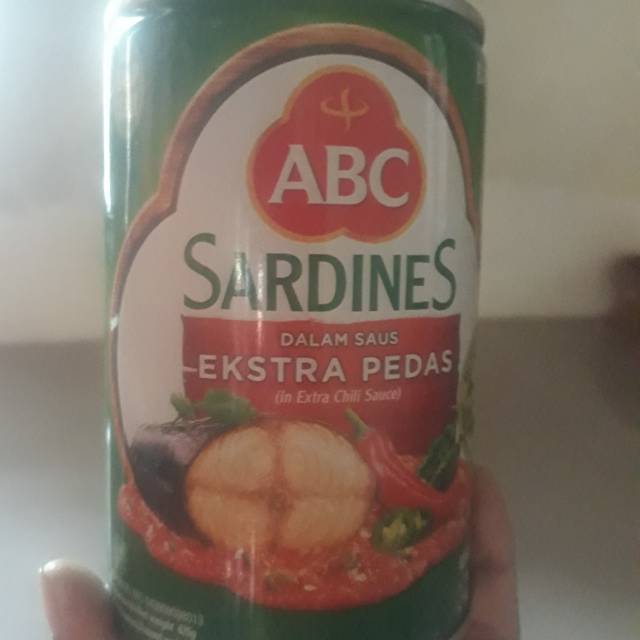 ABC
SARDINES
DALAM SAUS
EKSTRA PEDAS
(in Extra Chili Sauce)